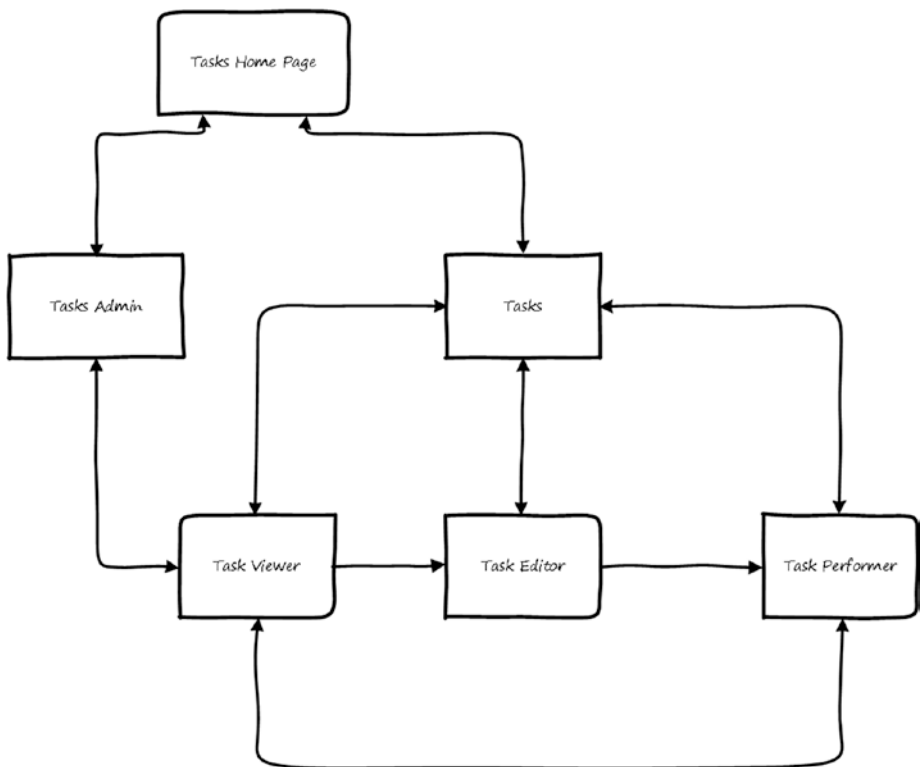 Tasks Home Page
Tasks Admin
Tasks
Task Viewer
Task Editor
Task Performer